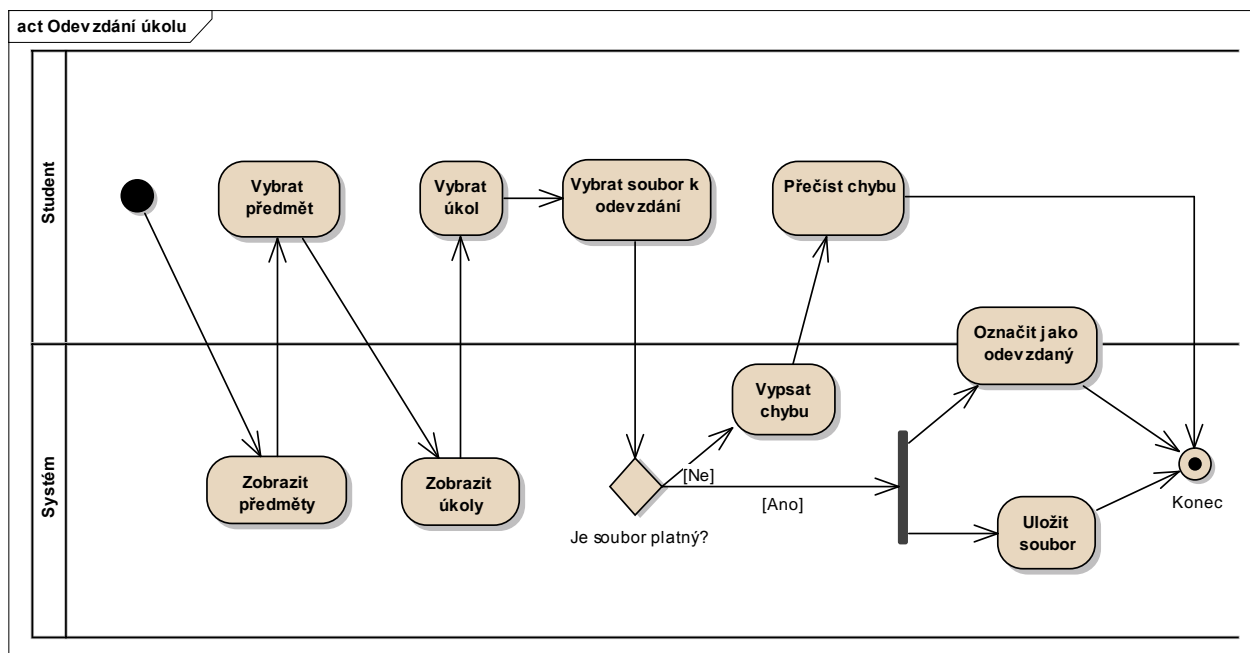 act Odevzdání úkolu
Student
Vybrat
předmět
Vybrat
úkol
Vybrat soubor k
odevzdání
Přečíst chybu
Označit jako
odevzdaný
Systém
Vypsat
chybu
Zobrazit
předměty
Zobrazit
úkoly
[Ne]
[Ano]
Je soubor platný?
Uložit
soubor
Konec